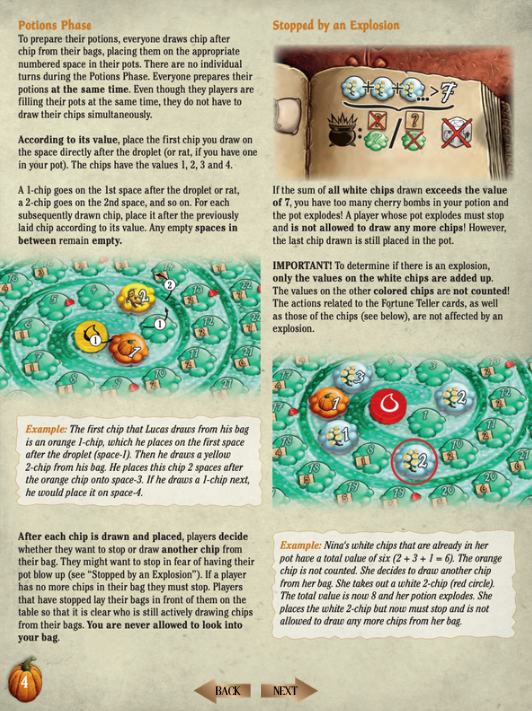 Potions Phase
To prepare their potions, everyone draws chip after
chip from their bags, placing them on the appropriate
numbered space in their pots. There are no individual
turns during the Potions Phase. Everyone prepares their
potions at the same time. Even though they players are
filling their pots at the same time, they do not have to
draw their chips simultaneously.
According to its value, place the first chip you draw on
the space directly after the droplet (or rat, if you have one
in your pot). The chips have the values 1, 2, 3 and 4.
A 1-chip goes on the 1st space after the droplet or rat,
a 2-chip goes on the 2nd space, and so on. For each
subsequently drawn chip, place it after the previously
laid chip according to its value. Any empty spaces in
between remain empty.
2
2
1
1
1
Example: The first chip that Lucas draws from his bag
is an orange 1-chip, which he places on the first space
after the droplet (space-1). Then he draws a yellow
2-chip from his bag. He places this chip 2 spaces after
the orange chip onto space-3. If he draws a 1-chip next,
he would place it on space-4.
After each chip is drawn and placed, players decide
whether they want to stop or draw another chip from
their bag. They might want to stop in fear of having their
pot blow up (see “Stopped by an Explosion”). If a player
has no more chips in their bag they must stop. Players
that have stopped lay their bags in front of them on the
table so that it is clear who is still actively drawing chips
from their bags. You are never allowed to look into
your bag.
Stopped by an Explosion
+ + ... > 7
: ? / ?
If the sum of all white chips drawn exceeds the value
of 7, you have too many cherry bombs in your potion and
the pot explodes! A player whose pot explodes must stop
and is not allowed to draw any more chips! However,
the last chip drawn is still placed in the pot.
IMPORTANT! To determine if there is an explosion,
only the values on the white chips are added up.
The values on the other colored chips are not counted!
The actions related to the Fortune Teller cards, as well
as those of the chips (see below), are not affected by an
explosion.
3
1
2
1
2
Example: Nina's white chips that are already in her
pot have a total value of six (2 + 3 + 1 = 6). The orange
chip is not counted. She decides to draw another chip
from her bag. She takes out a white 2-chip (red circle).
The total value is now 8 and her potion explodes. She
places the white 2-chip but now must stop and is not
allowed to draw any more chips from her bag.
4
BACK NEXT